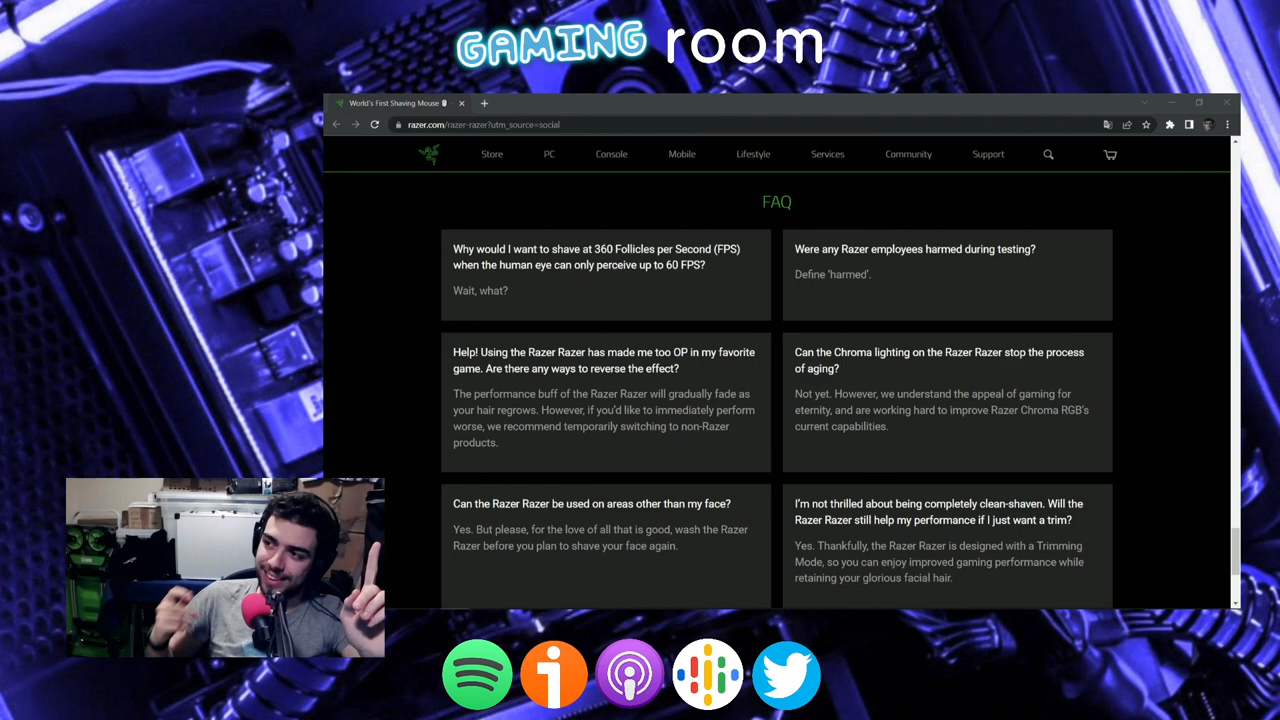 GAMING room
World's First Shaving Mouse
razer.com/razer-razer?utm_source=social
Store PC Console Mobile Lifestyle Services Community Support
FAQ
Why would I want to shave at 360 Follicles per Second (FPS)
when the human eye can only perceive up to 60 FPS?
Wait, what?
Were any Razer employees harmed during testing?
Define ‘harmed’.
Help! Using the Razer Razer has made me too OP in my favorite
game. Are there any ways to reverse the effect?
The performance buff of the Razer Razer will gradually fade as
your hair regrows. However, if you’d like to immediately perform
worse, we recommend temporarily switching to non-Razer
products.
Can the Chroma lighting on the Razer Razer stop the process
of aging?
Not yet. However, we understand the appeal of gaming for
eternity, and are working hard to improve Razer Chroma RGB’s
current capabilities.
Can the Razer Razer be used on areas other than my face?
Yes. But please, for the love of all that is good, wash the Razer
Razer before you plan to shave your face again.
I’m not thrilled about being completely clean-shaven. Will the
Razer Razer still help my performance if I just want a trim?
Yes. Thankfully, the Razer Razer is designed with a Trimming
Mode, so you can enjoy improved gaming performance while
retaining your glorious facial hair.